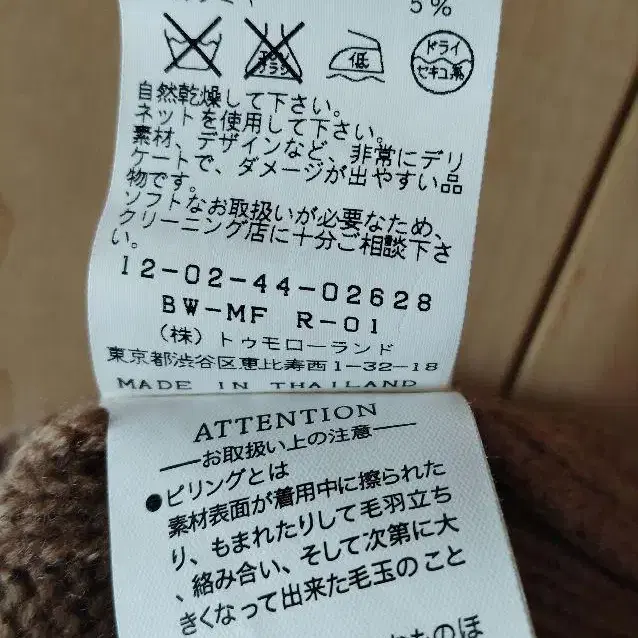 5%
エンソ サラシ
低
ドライ
セキユ系
自然乾燥して下さい。
ネットを使用して下さい。
素材、デザインなど、非常にデリ
ケートで、ダメージが出やすい品
物です。
ソフトなお取扱いが必要なため、
クリーニング店に十分ご相談下さ
い。
12-02-44-02628
BW-MF R-01
(株)トゥモローランド
東京都渋谷区恵比寿西1-32-18
MADE IN THAILAND
ATTENTION
お取扱い上の注意
●ピリングとは
素材表面が着用中に擦られた
り、もまれたりして毛羽立ち
、絡み合い、そして次第に大
きくなって出来た毛玉のこと
ものほ